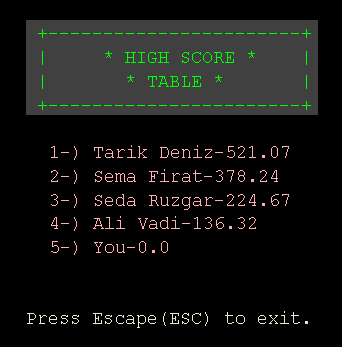 +------------------------+
| * HIGH SCORE * |
| * TABLE * |
+------------------------+
1-) Tarik Deniz-521.07
2-) Sema Firat-378.24
3-) Seda Ruzgar-224.67
4-) Ali Vadi-136.32
5-) You-0.0
Press Escape(ESC) to exit.